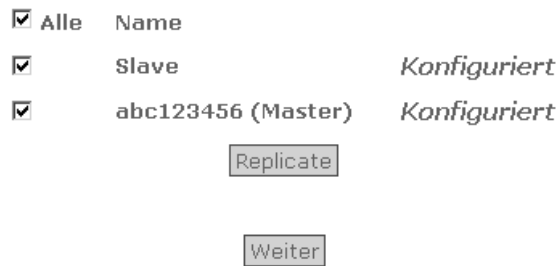 Alle Name
Slave Konfiguriert
abc123456 (Master) Konfiguriert
Replicate
Weiter